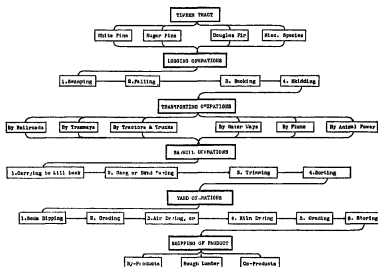 TIMBER TRACT
White Pine Sugar Pine Douglas Fir Misc. Species
LOGGING OPERATIONS
1.Swamping 2.Falling 3. Bucking 4. Skidding
TRANSPORTING OPERATIONS
By Railroads By Tramways By Tractors & Trucks By Water Ways By Flume By Animal Power
OPERATIONS
1.Carrying to Mill Deck 2. Gang or Band 3. Trimming 4.Sorting
YARD OPERATIONS
1.Soda Dipping 2. Grading 3.Air Drying, or 4. Kiln Drying 5. Grading 6. Storing
SHIPPING OF PRODUCT
By-Products Rough Lumber Co-Products